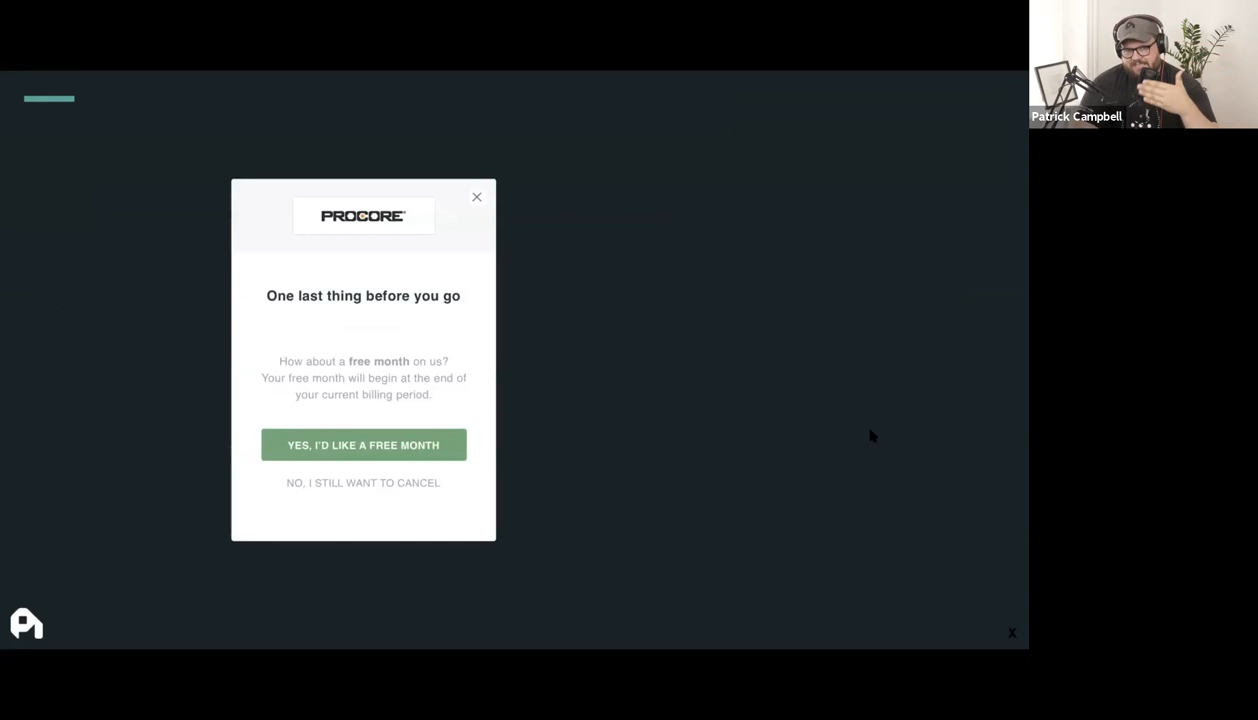 Patrick Campbell
PROCORE
One last thing before you go
How about a free month on us?
Your free month will begin at the end of
your current billing period.
YES, I'D LIKE A FREE MONTH
NO, I STILL WANT TO CANCEL
X